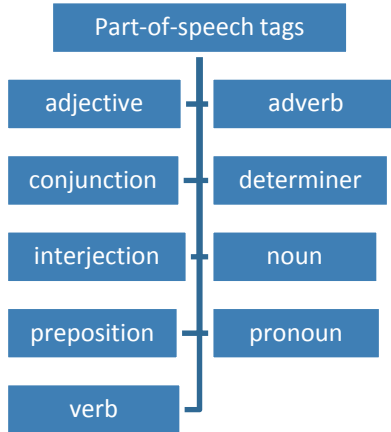 Part-of-speech tags
adjective
adverb
conjunction
determiner
interjection
noun
preposition
pronoun
verb